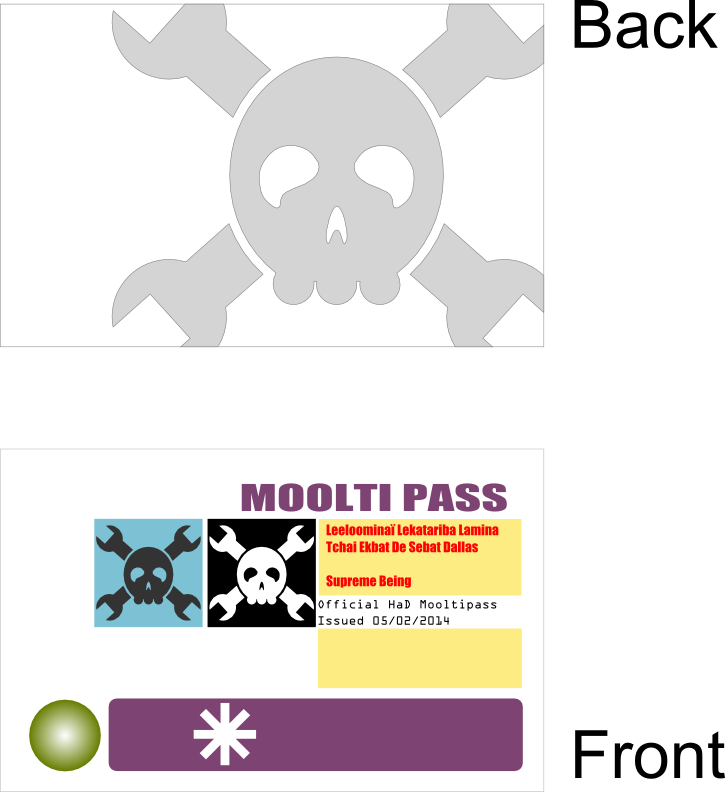 Back
MOOLTI PASS
Leeloominaï Lekatariba Lamina
Tchai Ekbat De Sebat Dallas
Supreme Being
Official HaD Mooltipass
Issued 05/02/2014
Front